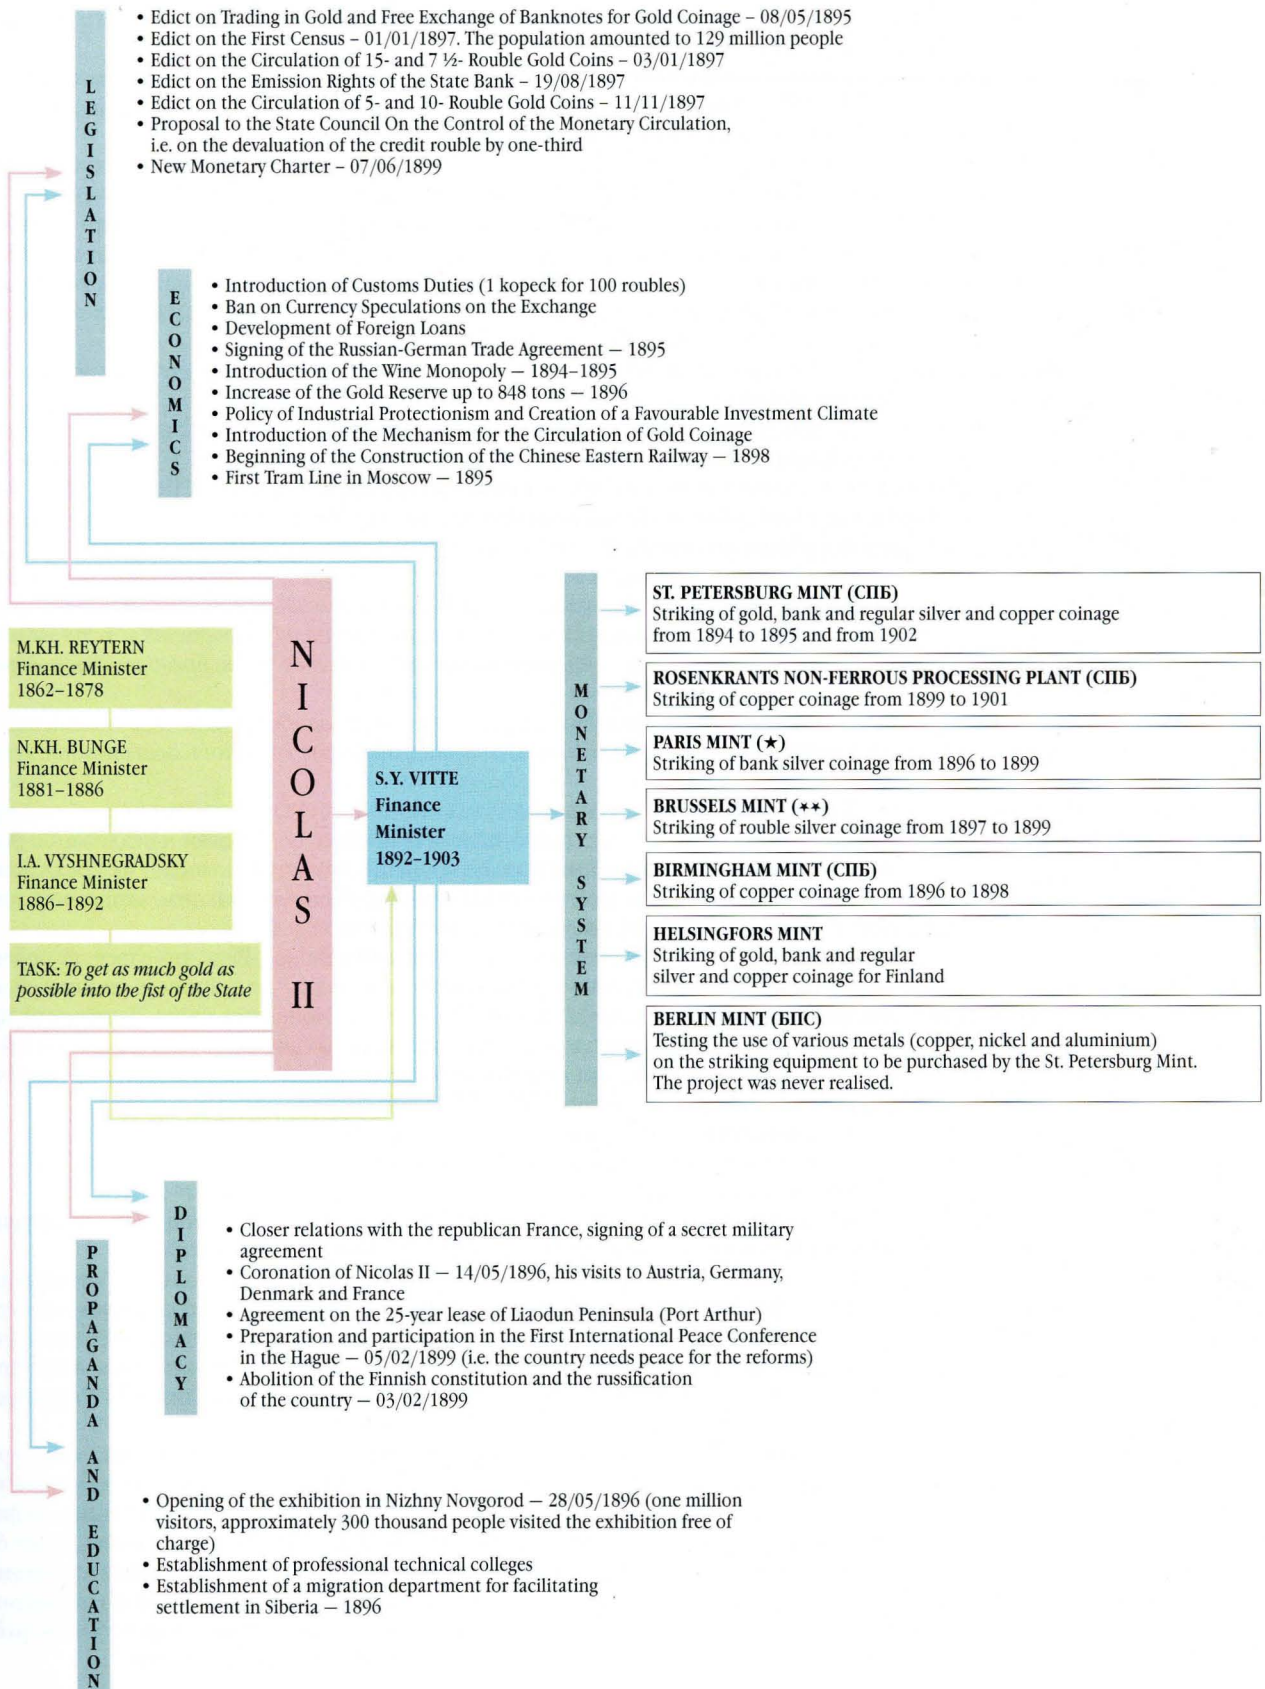 • Edict on Trading in Gold and Free Exchange of Banknotes for Gold Coinage – 08/05/1895
• Edict on the First Census – 01/01/1897. The population amounted to 129 million people
• Edict on the Circulation of 15- and 7 ½- Rouble Gold Coins – 03/01/1897
• Edict on the Emission Rights of the State Bank – 19/08/1897
• Edict on the Circulation of 5- and 10- Rouble Gold Coins – 11/11/1897
• Proposal to the State Council On the Control of the Monetary Circulation,
i.e. on the devaluation of the credit rouble by one-third
• New Monetary Charter – 07/06/1899
LEGISLATION
ECONOMICS
• Introduction of Customs Duties (1 kopeck for 100 roubles)
• Ban on Currency Speculations on the Exchange
• Development of Foreign Loans
• Signing of the Russian-German Trade Agreement — 1895
• Introduction of the Wine Monopoly — 1894–1895
• Increase of the Gold Reserve up to 848 tons — 1896
• Policy of Industrial Protectionism and Creation of a Favourable Investment Climate
• Introduction of the Mechanism for the Circulation of Gold Coinage
• Beginning of the Construction of the Chinese Eastern Railway — 1898
• First Tram Line in Moscow — 1895
M.KH. REYTERN
Finance Minister
1862–1878
N.KH. BUNGE
Finance Minister
1881–1886
I.A. VYSHNEGRADSKY
Finance Minister
1886–1892
TASK: To get as much gold as
possible into the fist of the State
NICOLAS II
S.Y. VITTE
Finance
Minister
1892–1903
MONETARY SYSTEM
ST. PETERSBURG MINT (СПБ)
Striking of gold, bank and regular silver and copper coinage
from 1894 to 1895 and from 1902
ROSENKRANTS NON-FERROUS PROCESSING PLANT (СПБ)
Striking of copper coinage from 1899 to 1901
PARIS MINT (★)
Striking of bank silver coinage from 1896 to 1899
BRUSSELS MINT (★★)
Striking of rouble silver coinage from 1897 to 1899
BIRMINGHAM MINT (СПБ)
Striking of copper coinage from 1896 to 1898
HELSINGFORS MINT
Striking of gold, bank and regular
silver and copper coinage for Finland
BERLIN MINT (БПС)
Testing the use of various metals (copper, nickel and aluminium)
on the striking equipment to be purchased by the St. Petersburg Mint.
The project was never realised.
DIPLOMACY
• Closer relations with the republican France, signing of a secret military
agreement
• Coronation of Nicolas II — 14/05/1896, his visits to Austria, Germany,
Denmark and France
• Agreement on the 25-year lease of Liaodun Peninsula (Port Arthur)
• Preparation and participation in the First International Peace Conference
in the Hague — 05/02/1899 (i.e. the country needs peace for the reforms)
• Abolition of the Finnish constitution and the russification
of the country — 03/02/1899
PROPAGANDA AND EDUCATION
• Opening of the exhibition in Nizhny Novgorod — 28/05/1896 (one million
visitors, approximately 300 thousand people visited the exhibition free of
charge)
• Establishment of professional technical colleges
• Establishment of a migration department for facilitating
settlement in Siberia — 1896